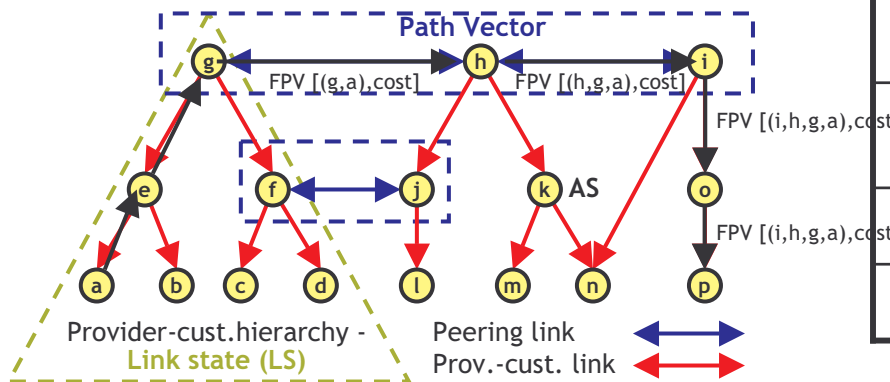 Path Vector
g
h
i
FPV [(g,a),cost]
FPV [(h,g,a),cost]
FPV [(i,h,g,a),cost
e
f
j
k
AS
o
FPV [(i,h,g,a),cost
a
b
c
d
l
m
n
p
Provider-cust.hierarchy -
Link state (LS)
Peering link
Prov.-cust. link